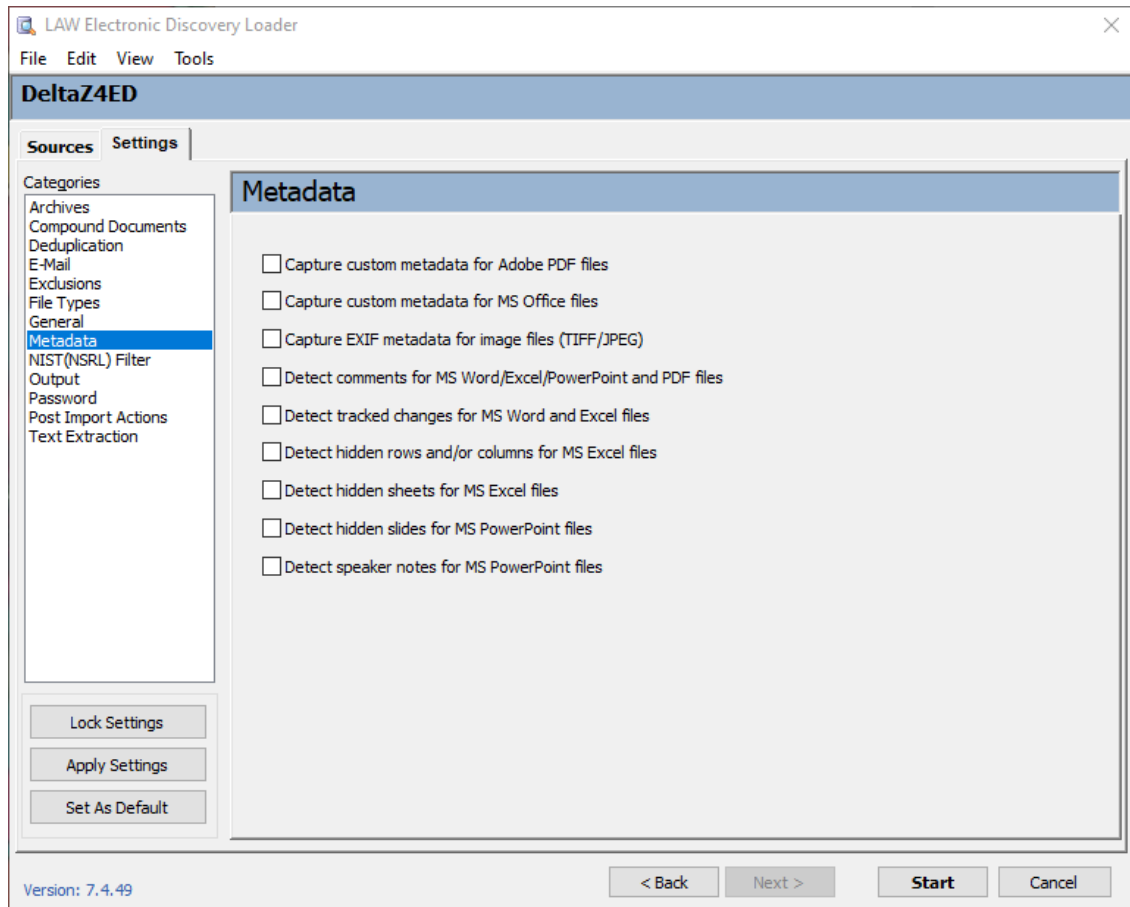 LAW Electronic Discovery Loader
File Edit View Tools
DeltaZ4ED
Sources Settings
Categories
Archives
Compound Documents
Deduplication
E-Mail
Exclusions
File Types
General
Metadata
NIST(NSRL) Filter
Output
Password
Post Import Actions
Text Extraction
Lock Settings
Apply Settings
Set As Default
Metadata
Capture custom metadata for Adobe PDF files
Capture custom metadata for MS Office files
Capture EXIF metadata for image files (TIFF/JPEG)
Detect comments for MS Word/Excel/PowerPoint and PDF files
Detect tracked changes for MS Word and Excel files
Detect hidden rows and/or columns for MS Excel files
Detect hidden sheets for MS Excel files
Detect hidden slides for MS PowerPoint files
Detect speaker notes for MS PowerPoint files
Version: 7.4.49
< Back Next > Start Cancel